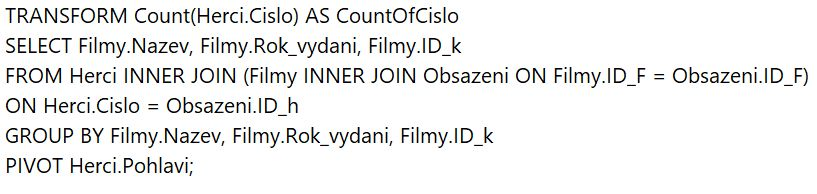 TRANSFORM Count(Herci.Cislo) AS CountOfCislo
SELECT Filmy.Nazev, Filmy.Rok_vydani, Filmy.ID_k
FROM Herci INNER JOIN (Filmy INNER JOIN Obsazeni ON Filmy.ID_F = Obsazeni.ID_F)
ON Herci.Cislo = Obsazeni.ID_h
GROUP BY Filmy.Nazev, Filmy.Rok_vydani, Filmy.ID_k
PIVOT Herci.Pohlavi;